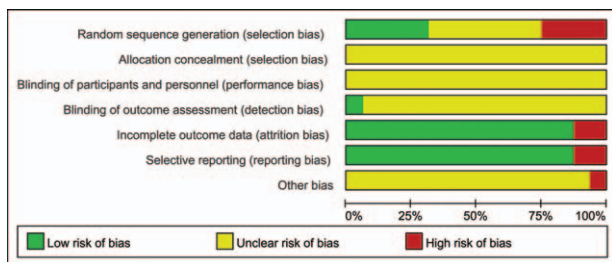 Random sequence generation (selection bias)
Allocation concealment (selection bias)
Blinding of participants and personnel (performance bias)
Blinding of outcome assessment (detection bias)
Incomplete outcome data (attrition bias)
Selective reporting (reporting bias)
Other bias
0% 25% 50% 75% 100%
Low risk of bias Unclear risk of bias High risk of bias